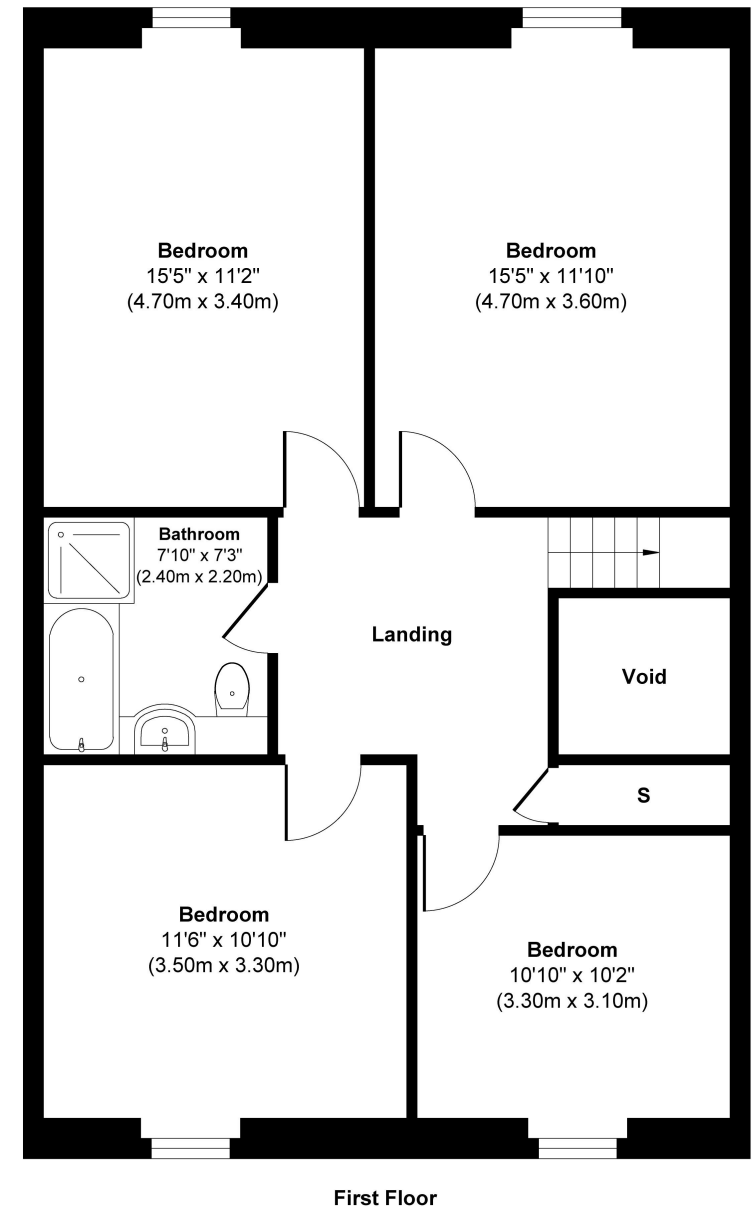 Bedroom
15'5" x 11'2"
(4.70m x 3.40m)
Bedroom
15'5" x 11'10"
(4.70m x 3.60m)
Bathroom
7'10" x 7'3"
(2.40m x 2.20m)
Landing
Void
S
Bedroom
11'6" x 10'10"
(3.50m x 3.30m)
Bedroom
10'10" x 10'2"
(3.30m x 3.10m)
First Floor